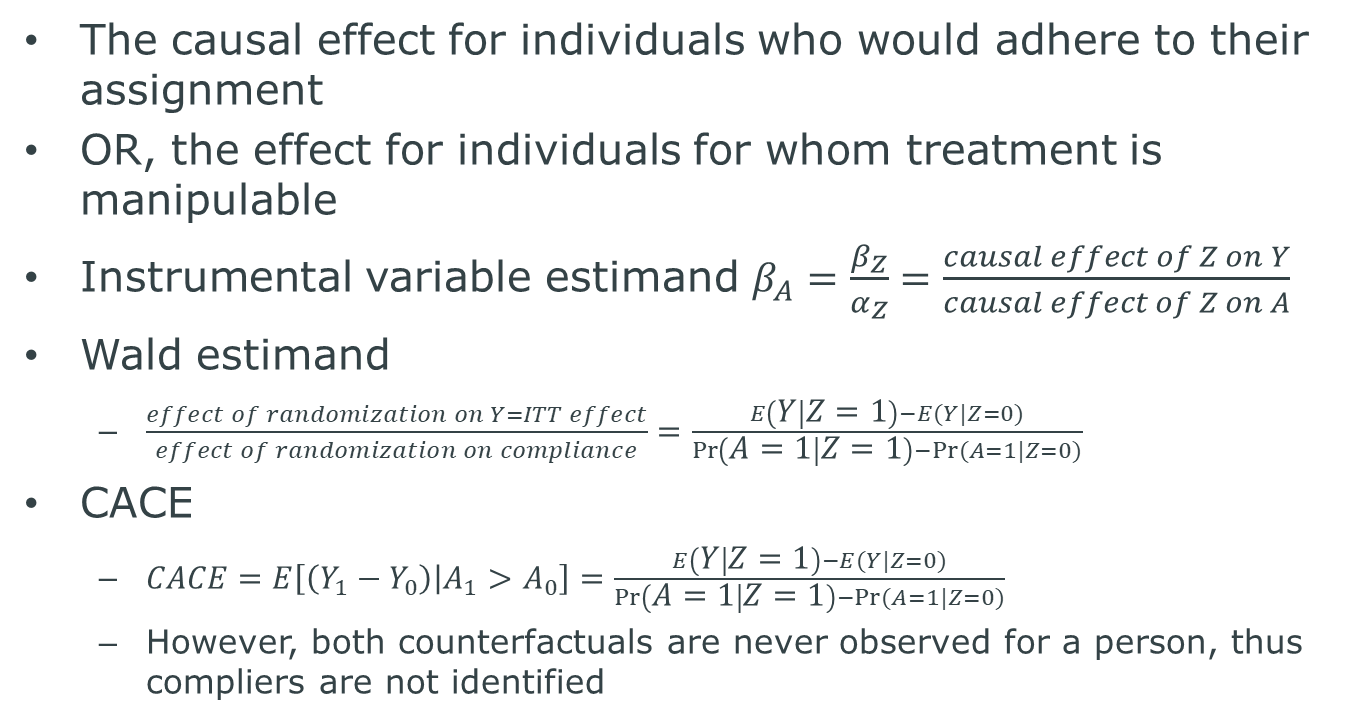 • The causal effect for individuals who would adhere to their
assignment
• OR, the effect for individuals for whom treatment is
manipulable
• Instrumental variable estimand β_A = β_Z / α_Z = causal effect of Z on Y / causal effect of Z on A
• Wald estimand
– effect of randomization on Y=ITT effect / effect of randomization on compliance = E(Y|Z = 1)−E(Y|Z=0) / Pr(A = 1|Z = 1)−Pr(A=1|Z=0)
• CACE
– CACE = E[(Y₁ − Y₀)|A₁ > A₀] = E(Y|Z = 1)−E(Y|Z=0) / Pr(A = 1|Z = 1)−Pr(A=1|Z=0)
– However, both counterfactuals are never observed for a person, thus
compliers are not identified